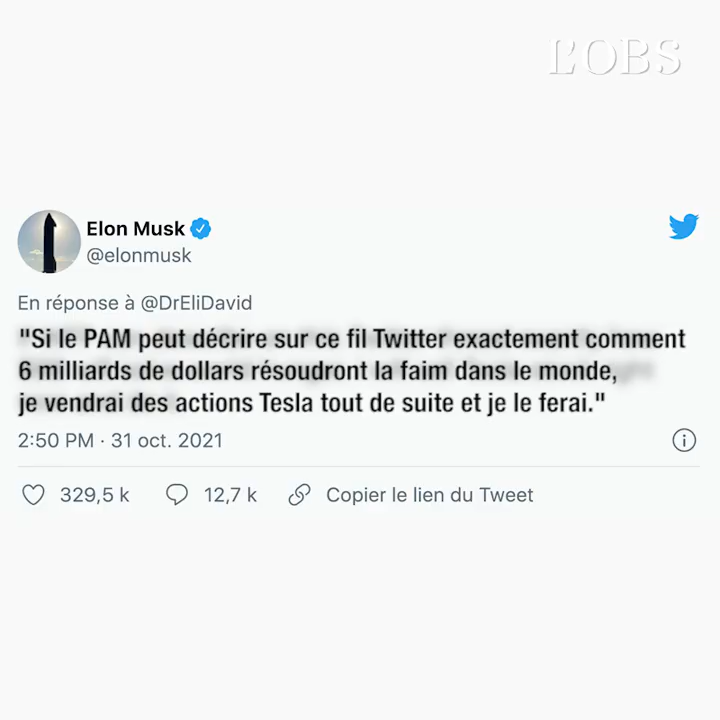 L'OBS
Elon Musk
@elonmusk
En réponse à @DrEliDavid
"Si le PAM peut décrire sur ce fil Twitter exactement comment
6 milliards de dollars résoudront la faim dans le monde,
je vendrai des actions Tesla tout de suite et je le ferai."
2:50 PM · 31 oct. 2021
329,5 k 12,7 k Copier le lien du Tweet